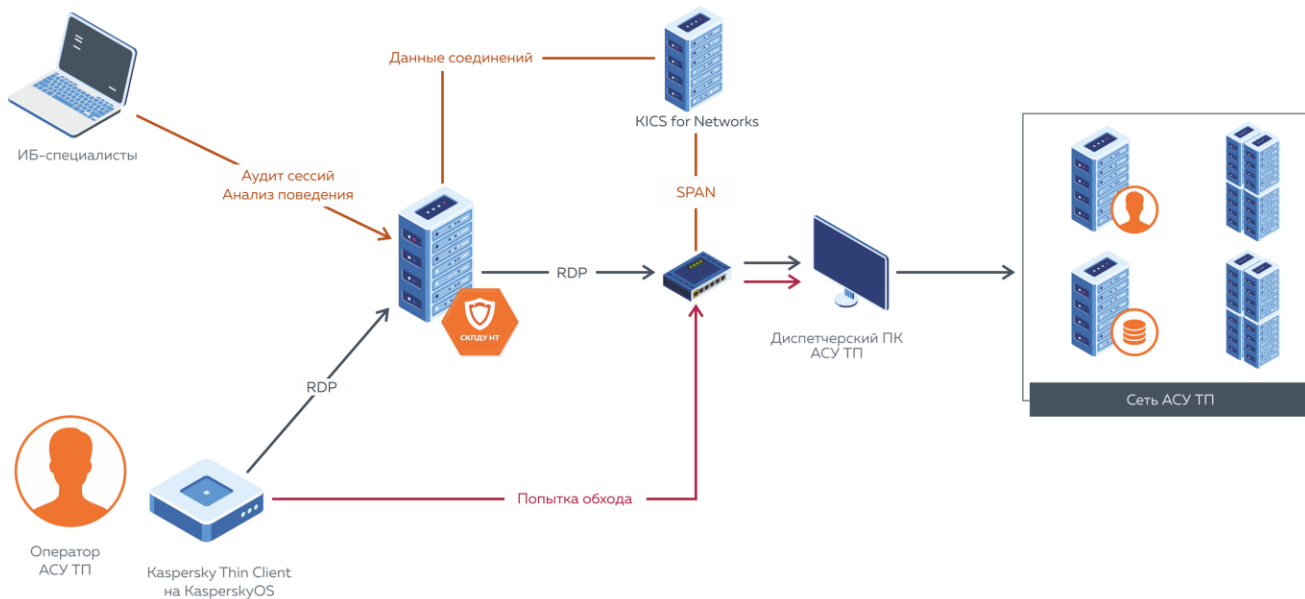 Данные соединений
KICS for Networks
ИБ-специалисты
Аудит сессий
Анализ поведения
SPAN
RDP
СКПДУ НТ
Диспетчерский ПК
АСУ ТП
RDP
Сеть АСУ ТП
Попытка обхода
Оператор
АСУ ТП
Kaspersky Thin Client
на KasperskyOS